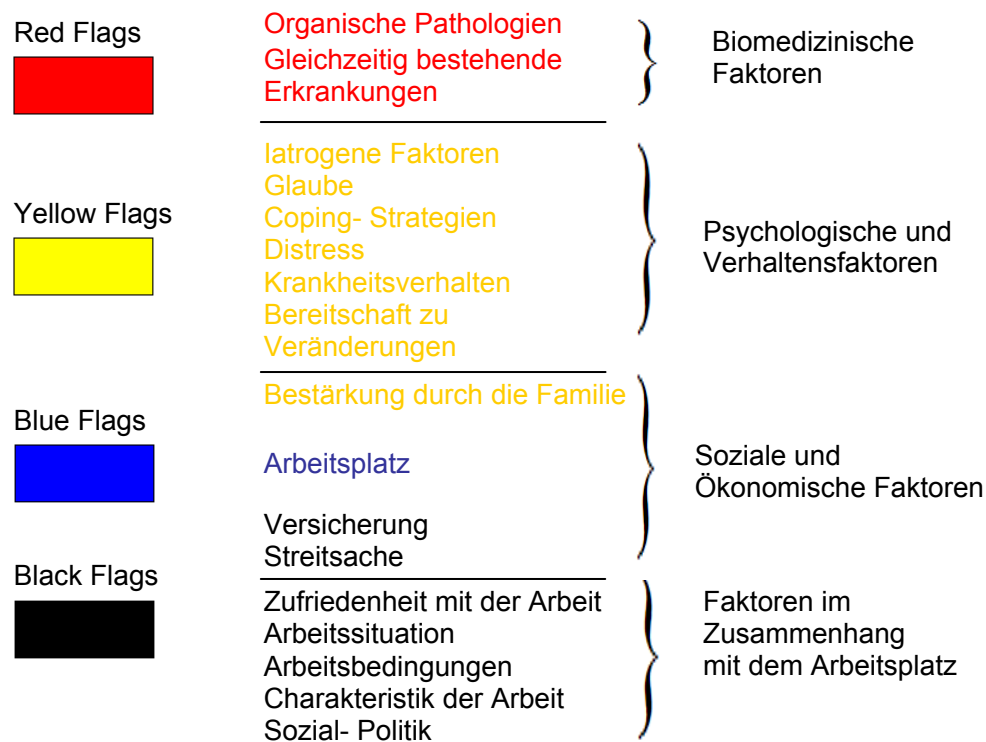 Red Flags
Organische Pathologien
Gleichzeitig bestehende
Erkrankungen
Biomedizinische
Faktoren
Yellow Flags
Iatrogene Faktoren
Glaube
Coping- Strategien
Distress
Krankheitsverhalten
Bereitschaft zu
Veränderungen
Psychologische und
Verhaltensfaktoren
Blue Flags
Bestärkung durch die Familie
Arbeitsplatz
Versicherung
Streitsache
Soziale und
Ökonomische Faktoren
Black Flags
Zufriedenheit mit der Arbeit
Arbeitssituation
Arbeitsbedingungen
Charakteristik der Arbeit
Sozial- Politik
Faktoren im
Zusammenhang
mit dem Arbeitsplatz